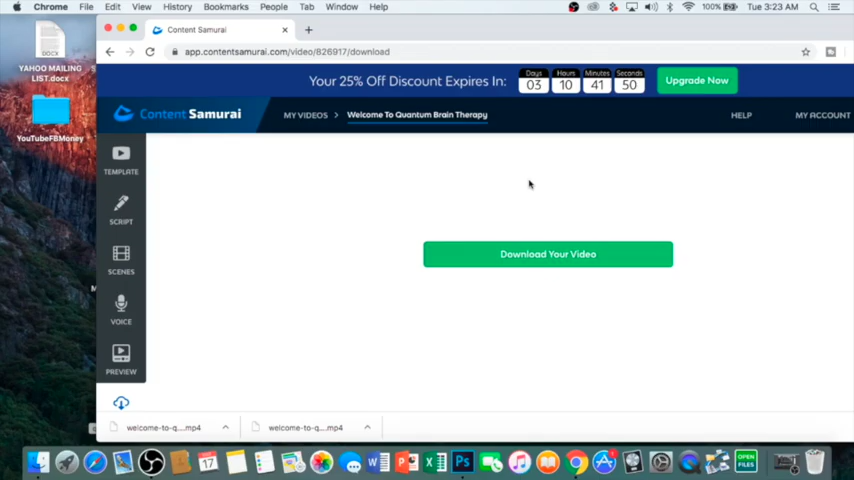 Chrome File Edit View History Bookmarks People Tab Window Help
100% Tue 3:23 AM
DOCX
YAHOO MAILING
LIST.docx
YouTubeFBMoney
Content Samurai
app.contentsamurai.com/video/826917/download
Your 25% Off Discount Expires In:
Days Hours Minutes Seconds
03 10 41 50
Upgrade Now
Content Samurai
MY VIDEOS > Welcome To Quantum Brain Therapy
HELP
MY ACCOUNT
TEMPLATE
SCRIPT
SCENES
VOICE
PREVIEW
Download Your Video
welcome-to-q....mp4
welcome-to-q....mp4
17
Ps
OPEN
FILES